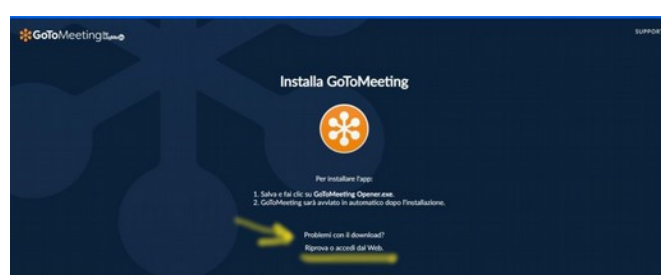 GoToMeeting
SUPPOR
Installa GoToMeeting
Per installare l'app:
1. Salva e fai clic su GoToMeeting Opener.exe.
2. GoToMeeting sarà avviato in automatico dopo l'installazione.
Problemi con il download?
Riprova o accedi dal Web.